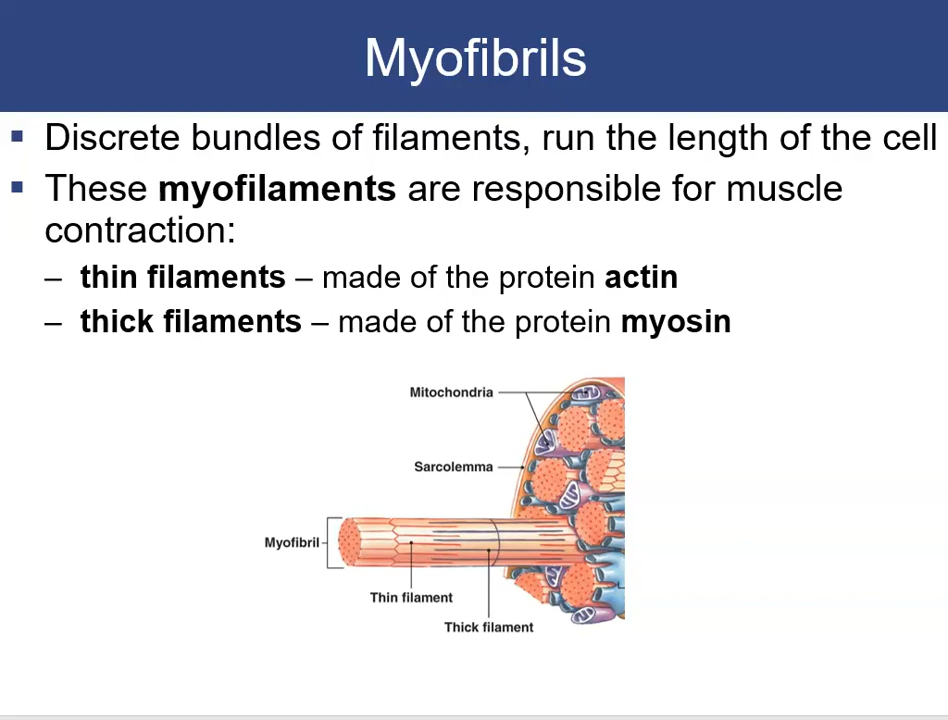 Myofibrils
▪ Discrete bundles of filaments, run the length of the cell
▪ These myofilaments are responsible for muscle
contraction:
– thin filaments – made of the protein actin
– thick filaments – made of the protein myosin
Mitochondria
Sarcolemma
Myofibril
Thin filament
Thick filament